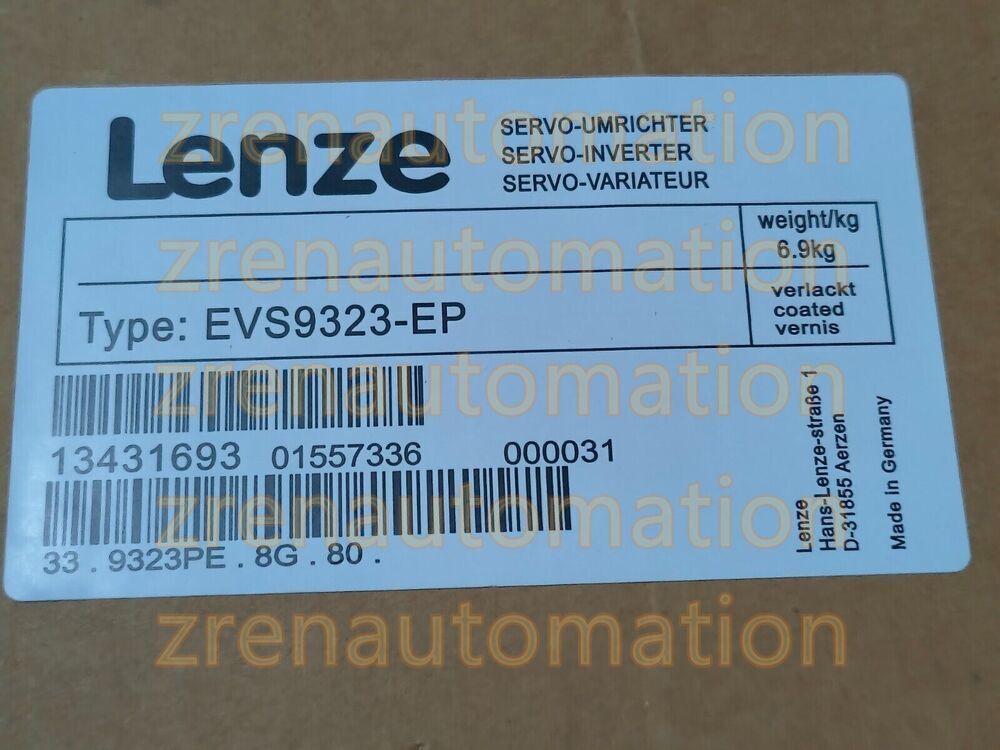 Lenze
SERVO-UMRICHTER
SERVO-INVERTER
SERVO-VARIATEUR
weight/kg
6.9kg
Type: EVS9323-EP
verlackt
coated
vernis
13431693 01557336 000031
33 . 9323PE . 8G . 80 .
Lenze
Hans-Lenze-straße 1
D-31855 Aerzen
Made in Germany
zrenautomation
zrenautomation
zrenautomation
zrenautomation
zrenautomation